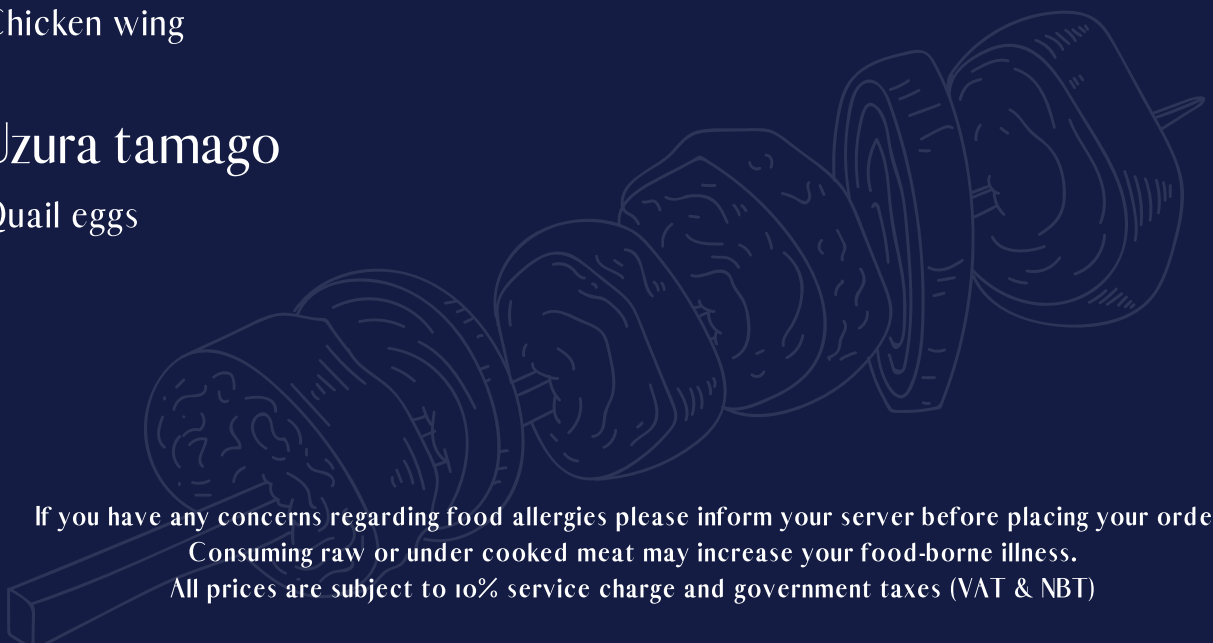 Chicken wing
Uzura tamago
Quail eggs
If you have any concerns regarding food allergies please inform your server before placing your orde
Consuming raw or under cooked meat may increase your food-borne illness.
All prices are subject to 10% service charge and government taxes (VAT & NBT)